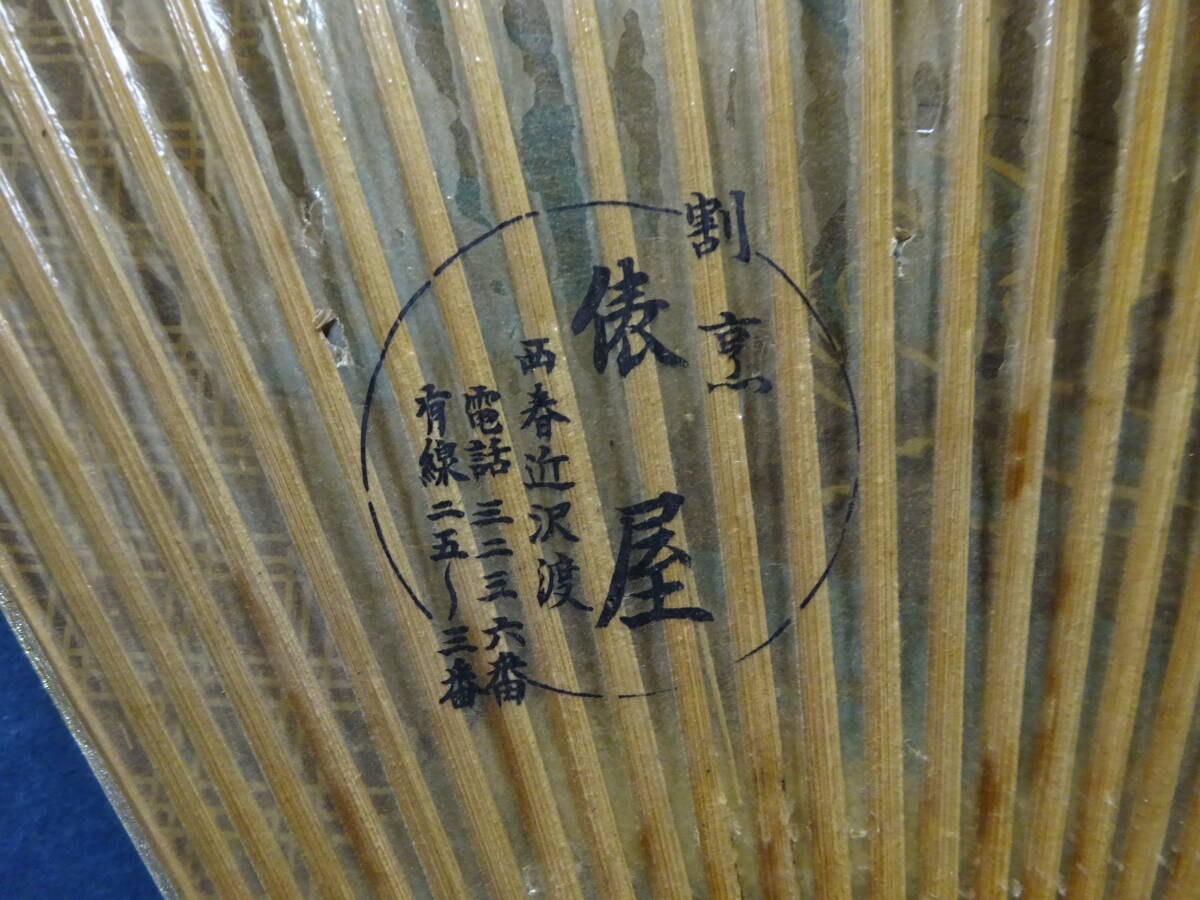 割烹
俵屋
西春近沢渡
電話三二三六番
有線二五〜三番